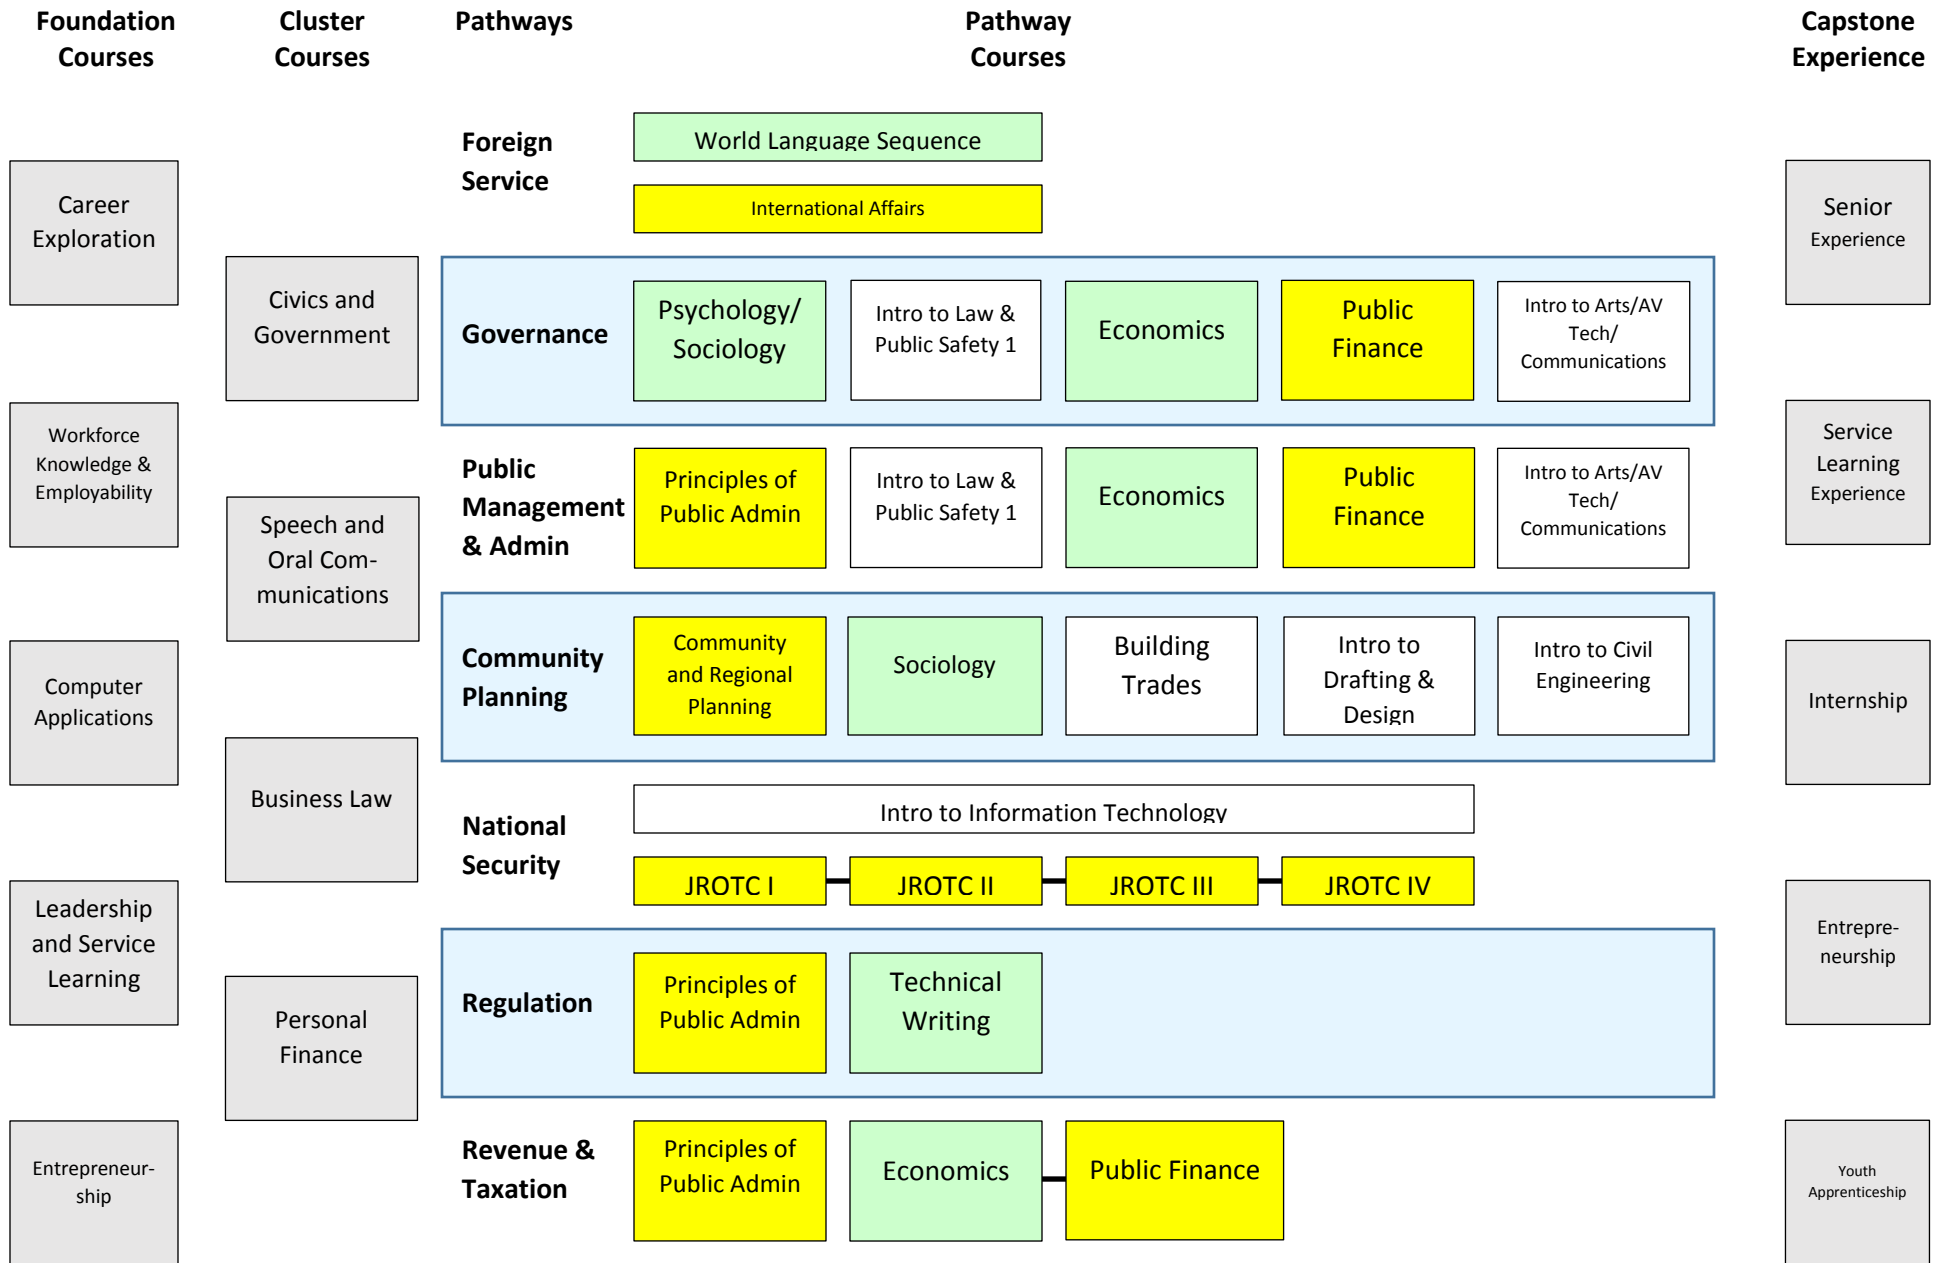 Foundation
Courses
Cluster
Courses
Pathways
Pathway
Courses
Capstone
Experience
Career
Exploration
Workforce
Knowledge &
Employability
Computer
Applications
Leadership
and Service
Learning
Entrepreneur-
ship
Civics and
Government
Speech and
Oral Com-
munications
Business Law
Personal
Finance
Foreign
Service
World Language Sequence
International Affairs
Governance
Psychology/
Sociology
Intro to Law &
Public Safety 1
Economics
Public
Finance
Intro to Arts/AV
Tech/
Communications
Public
Management
& Admin
Principles of
Public Admin
Intro to Law &
Public Safety 1
Economics
Public
Finance
Intro to Arts/AV
Tech/
Communications
Community
Planning
Community
and Regional
Planning
Sociology
Building
Trades
Intro to
Drafting &
Design
Intro to Civil
Engineering
National
Security
Intro to Information Technology
JROTC I
JROTC II
JROTC III
JROTC IV
Regulation
Principles of
Public Admin
Technical
Writing
Revenue &
Taxation
Principles of
Public Admin
Economics
Public Finance
Senior
Experience
Service
Learning
Experience
Internship
Entrepre-
neurship
Youth
Apprenticeship